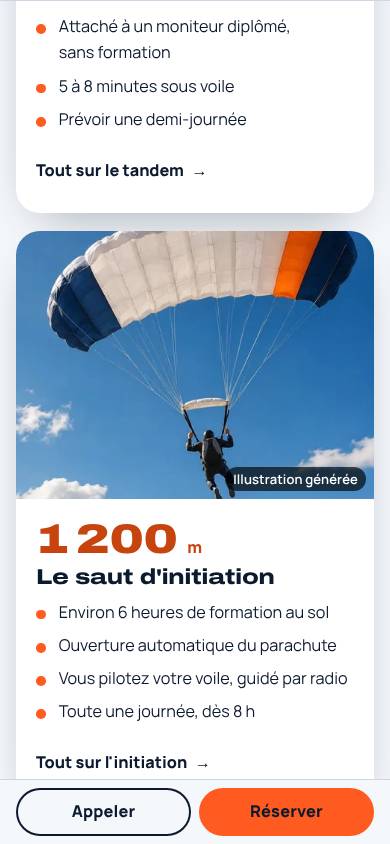 Attaché à un moniteur diplômé,
sans formation
5 à 8 minutes sous voile
Prévoir une demi-journée
Tout sur le tandem →
Illustration générée
1 200 m
Le saut d'initiation
Environ 6 heures de formation au sol
Ouverture automatique du parachute
Vous pilotez votre voile, guidé par radio
Toute une journée, dès 8 h
Tout sur l'initiation →
Appeler
Réserver